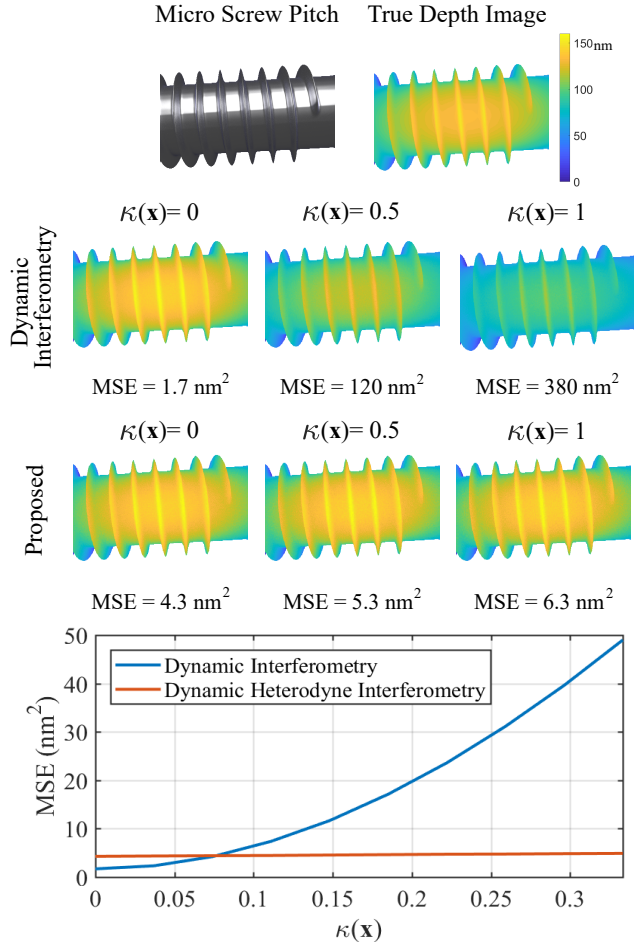 Micro Screw Pitch True Depth Image
150nm
100
50
0
κ(x)= 0 κ(x)= 0.5 κ(x)= 1
Dynamic
Interferometry
MSE = 1.7 nm² MSE = 120 nm² MSE = 380 nm²
κ(x)= 0 κ(x)= 0.5 κ(x)= 1
Proposed
MSE = 4.3 nm² MSE = 5.3 nm² MSE = 6.3 nm²
50
40
30
20
10
0
MSE (nm²)
Dynamic Interferometry
Dynamic Heterodyne Interferometry
0 0.05 0.1 0.15 0.2 0.25 0.3
κ(x)